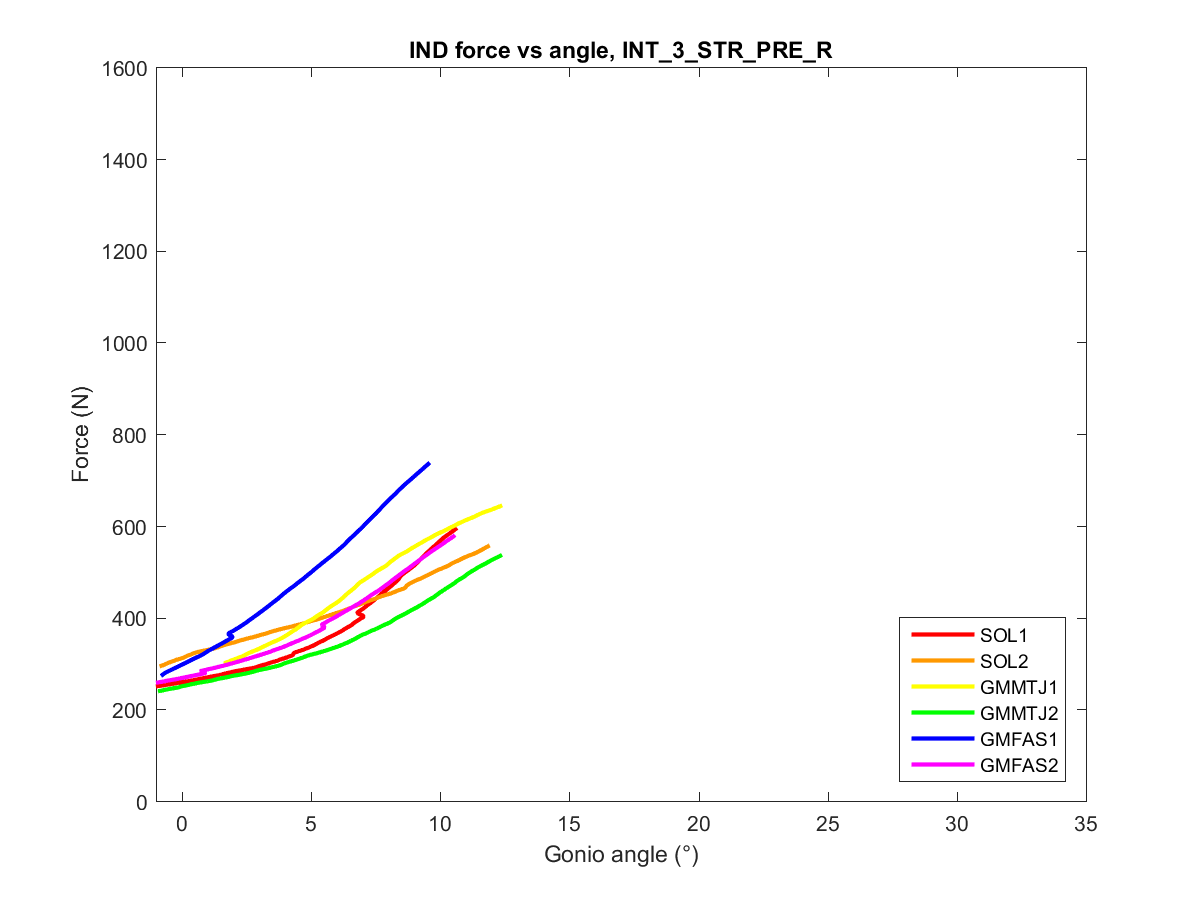 IND force vs angle, INT_3_STR_PRE_R
1600
1400
1200
1000
800
600
400
200
0
Force (N)
0 5 10 15 20 25 30 35
Gonio angle (°)
SOL1
SOL2
GMMTJ1
GMMTJ2
GMFAS1
GMFAS2